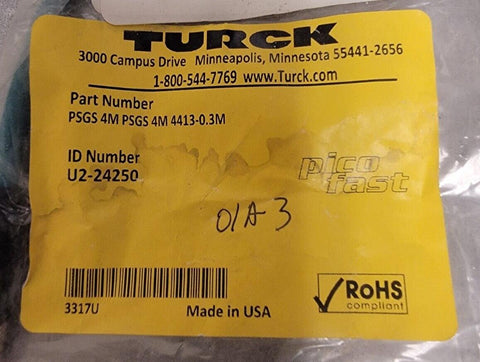 TURCK
3000 Campus Drive Minneapolis, Minnesota 55441-2656
1-800-544-7769 www.Turck.com
Part Number
PSGS 4M PSGS 4M 4413-0.3M
ID Number
U2-24250
pico
fast
O/A 3
3317U
Made in USA
RoHS
compliant